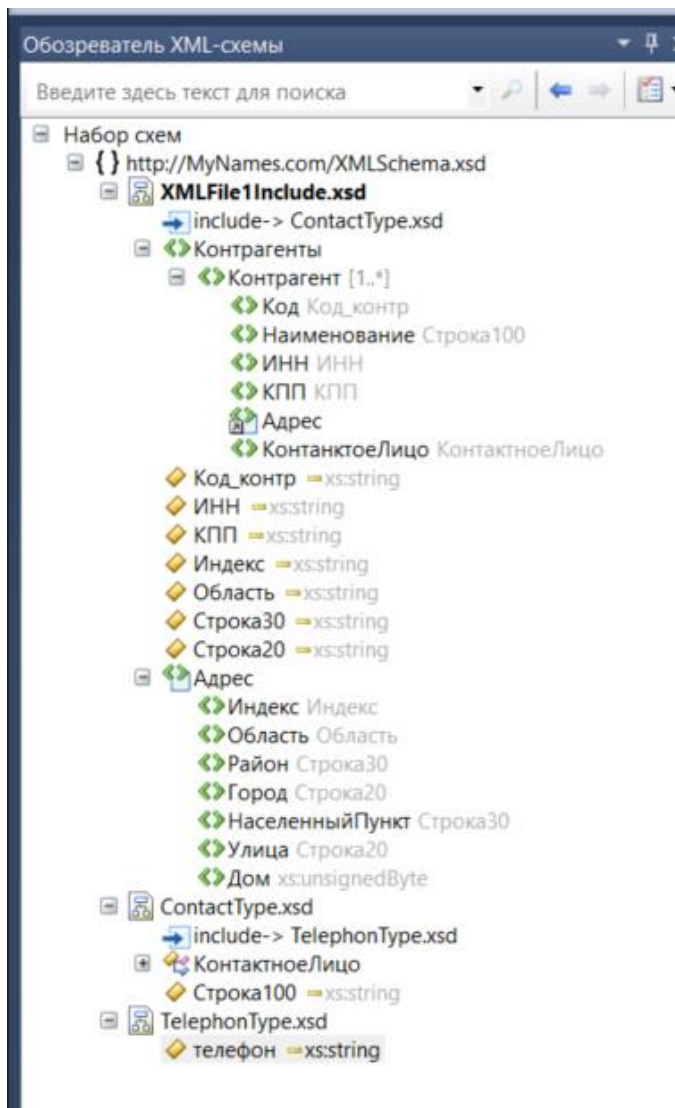 Обозреватель XML-схемы
Введите здесь текст для поиска
Набор схем
{ } http://MyNames.com/XMLSchema.xsd
XMLFile1Include.xsd
include-> ContactType.xsd
Контрагенты
Контрагент [1..*]
Код Код_контр
Наименование Строка100
ИНН ИНН
КПП КПП
Адрес
КонтанктоеЛицо КонтактноеЛицо
Код_контр xs:string
ИНН xs:string
КПП xs:string
Индекс xs:string
Область xs:string
Строка30 xs:string
Строка20 xs:string
Адрес
Индекс Индекс
Область Область
Район Строка30
Город Строка20
НаселенныйПункт Строка30
Улица Строка20
Дом xs:unsignedByte
ContactType.xsd
include-> TelephonType.xsd
КонтактноеЛицо
Строка100 xs:string
TelephonType.xsd
телефон xs:string